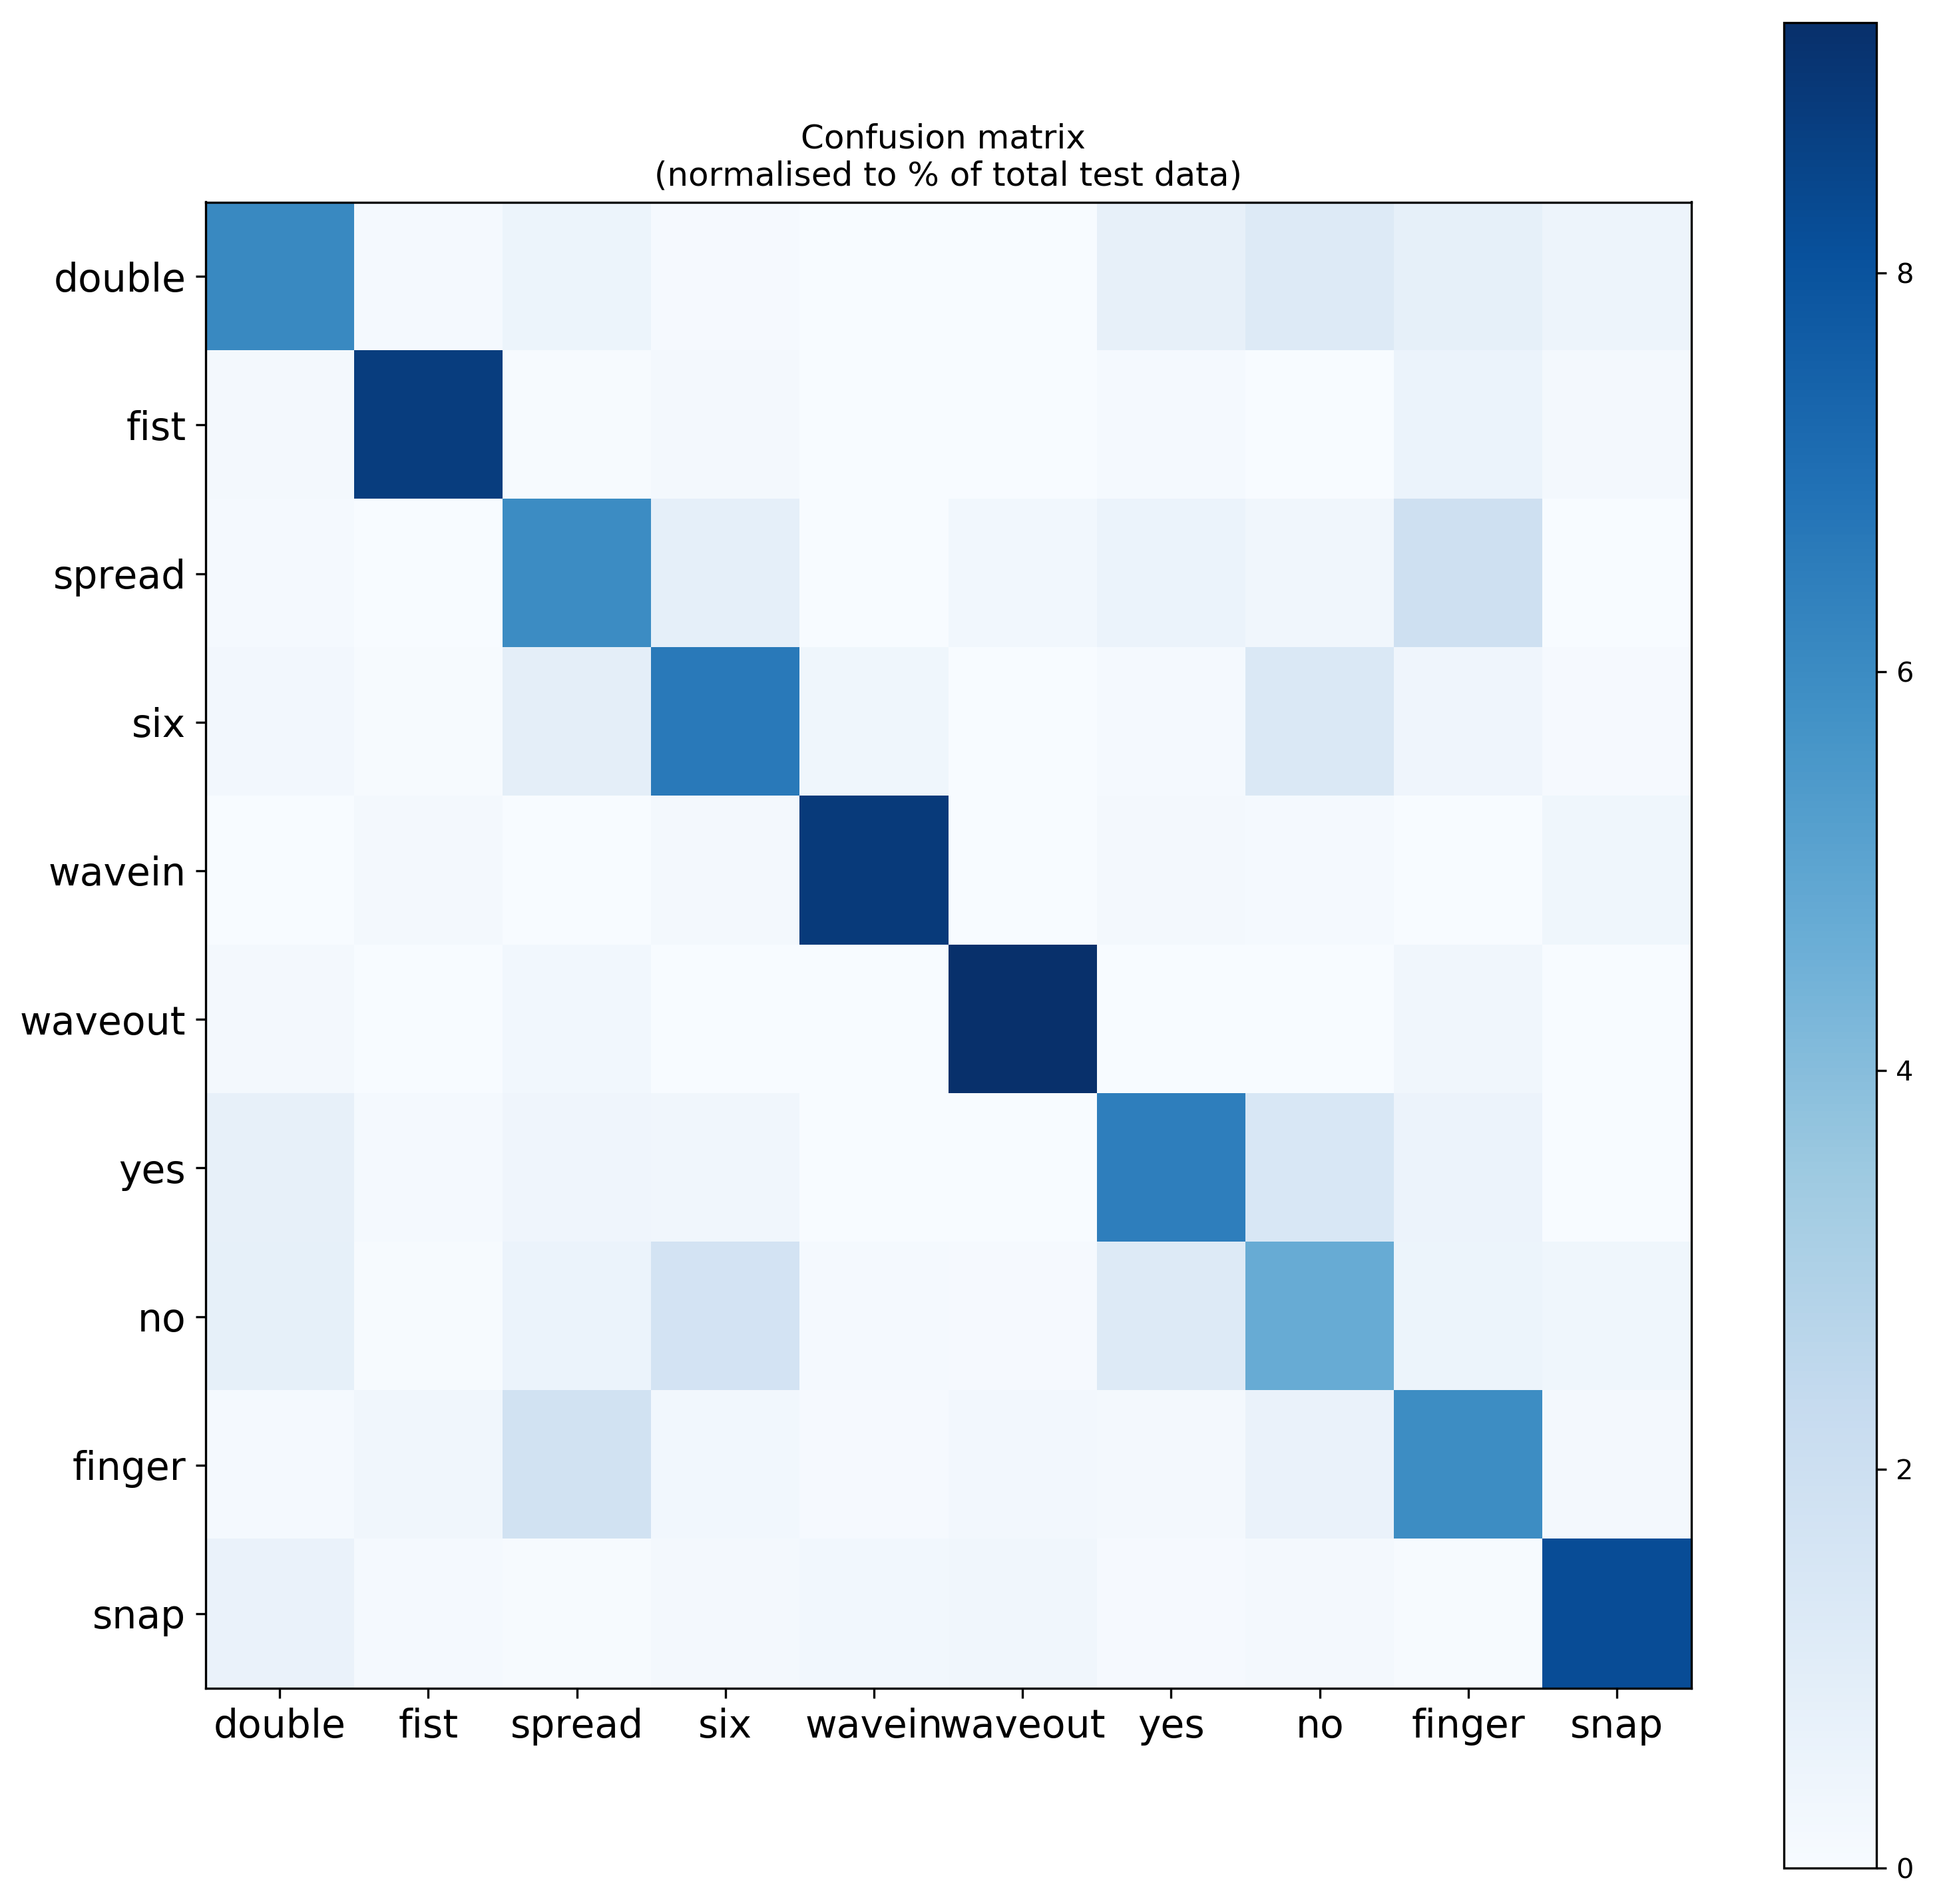 Confusion matrix
(normalised to % of total test data)
double
fist
spread
six
wavein
waveout
yes
no
finger
snap
double fist spread six wavein waveout yes no finger snap
8
6
4
2
0